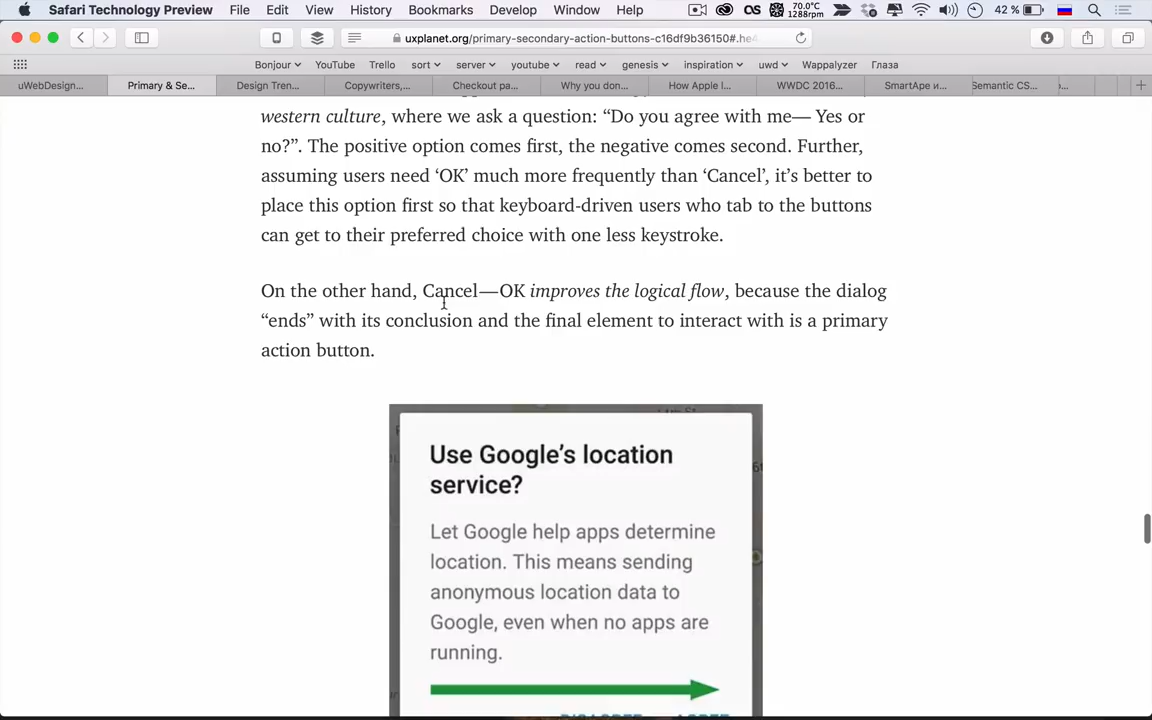 Safari Technology Preview File Edit View History Bookmarks Develop Window Help 70.0°C 1288rpm 42 %
uxplanet.org/primary-secondary-action-buttons-c16df9b36150#.he4
Bonjour YouTube Trello sort server youtube read genesis inspiration uwd Wappalyzer Глаза
uWebDesign... Primary & Se... Design Tren... Copywriters,... Checkout pa... Why you don... How Apple I... WWDC 2016... SmartApe и... Semantic CS...
western culture, where we ask a question: “Do you agree with me— Yes or
no?”. The positive option comes first, the negative comes second. Further,
assuming users need ‘OK’ much more frequently than ‘Cancel’, it’s better to
place this option first so that keyboard-driven users who tab to the buttons
can get to their preferred choice with one less keystroke.
On the other hand, Cancel—OK improves the logical flow, because the dialog
“ends” with its conclusion and the final element to interact with is a primary
action button.
Use Google’s location
service?
Let Google help apps determine
location. This means sending
anonymous location data to
Google, even when no apps are
running.
DISAGREE AGREE